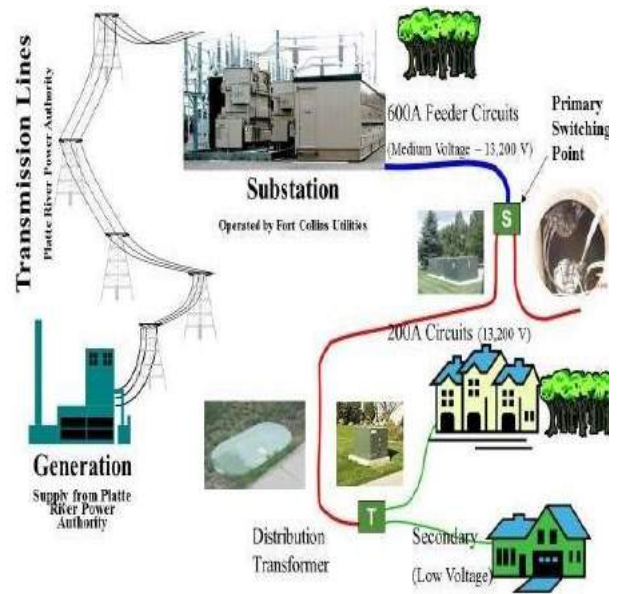 Transmission Lines
Platte River Power Authority
600A Feeder Circuits
(Medium Voltage – 13,200 V)
Primary
Switching
Point
Substation
Operated by Fort Collins Utilities
S
200A Circuits (13,200 V)
Generation
Supply from Platte
River Power
Authority
T
Distribution
Transformer
Secondary
(Low Voltage)